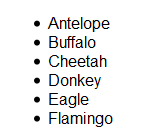 • Antelope
• Buffalo
• Cheetah
• Donkey
• Eagle
• Flamingo